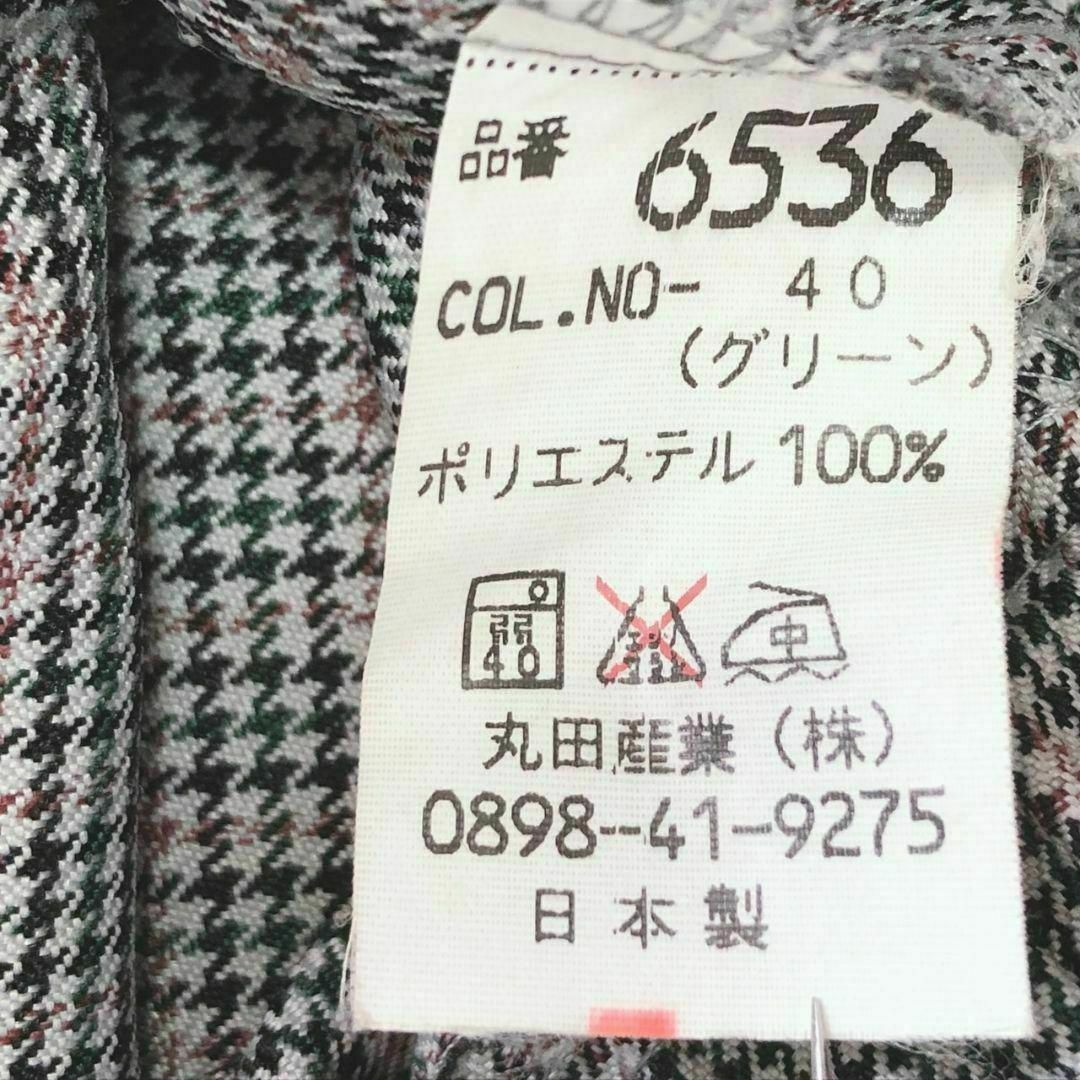 品番 6536
COL.NO- 40
(グリーン)
ポリエステル 100%
弱 中
40
丸田産業(株)
0898--41-9275
日本製